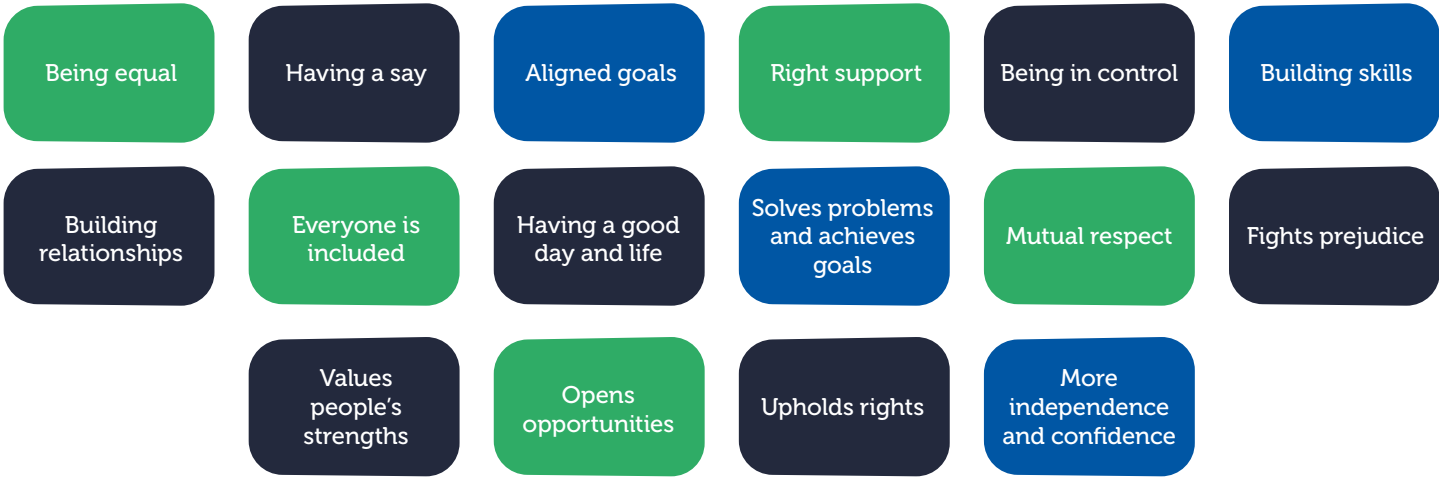 Being equal
Having a say
Aligned goals
Right support
Being in control
Building skills
Building
relationships
Everyone is
included
Having a good
day and life
Solves problems
and achieves
goals
Mutual respect
Fights prejudice
Values
people’s
strengths
Opens
opportunities
Upholds rights
More
independence
and confidence